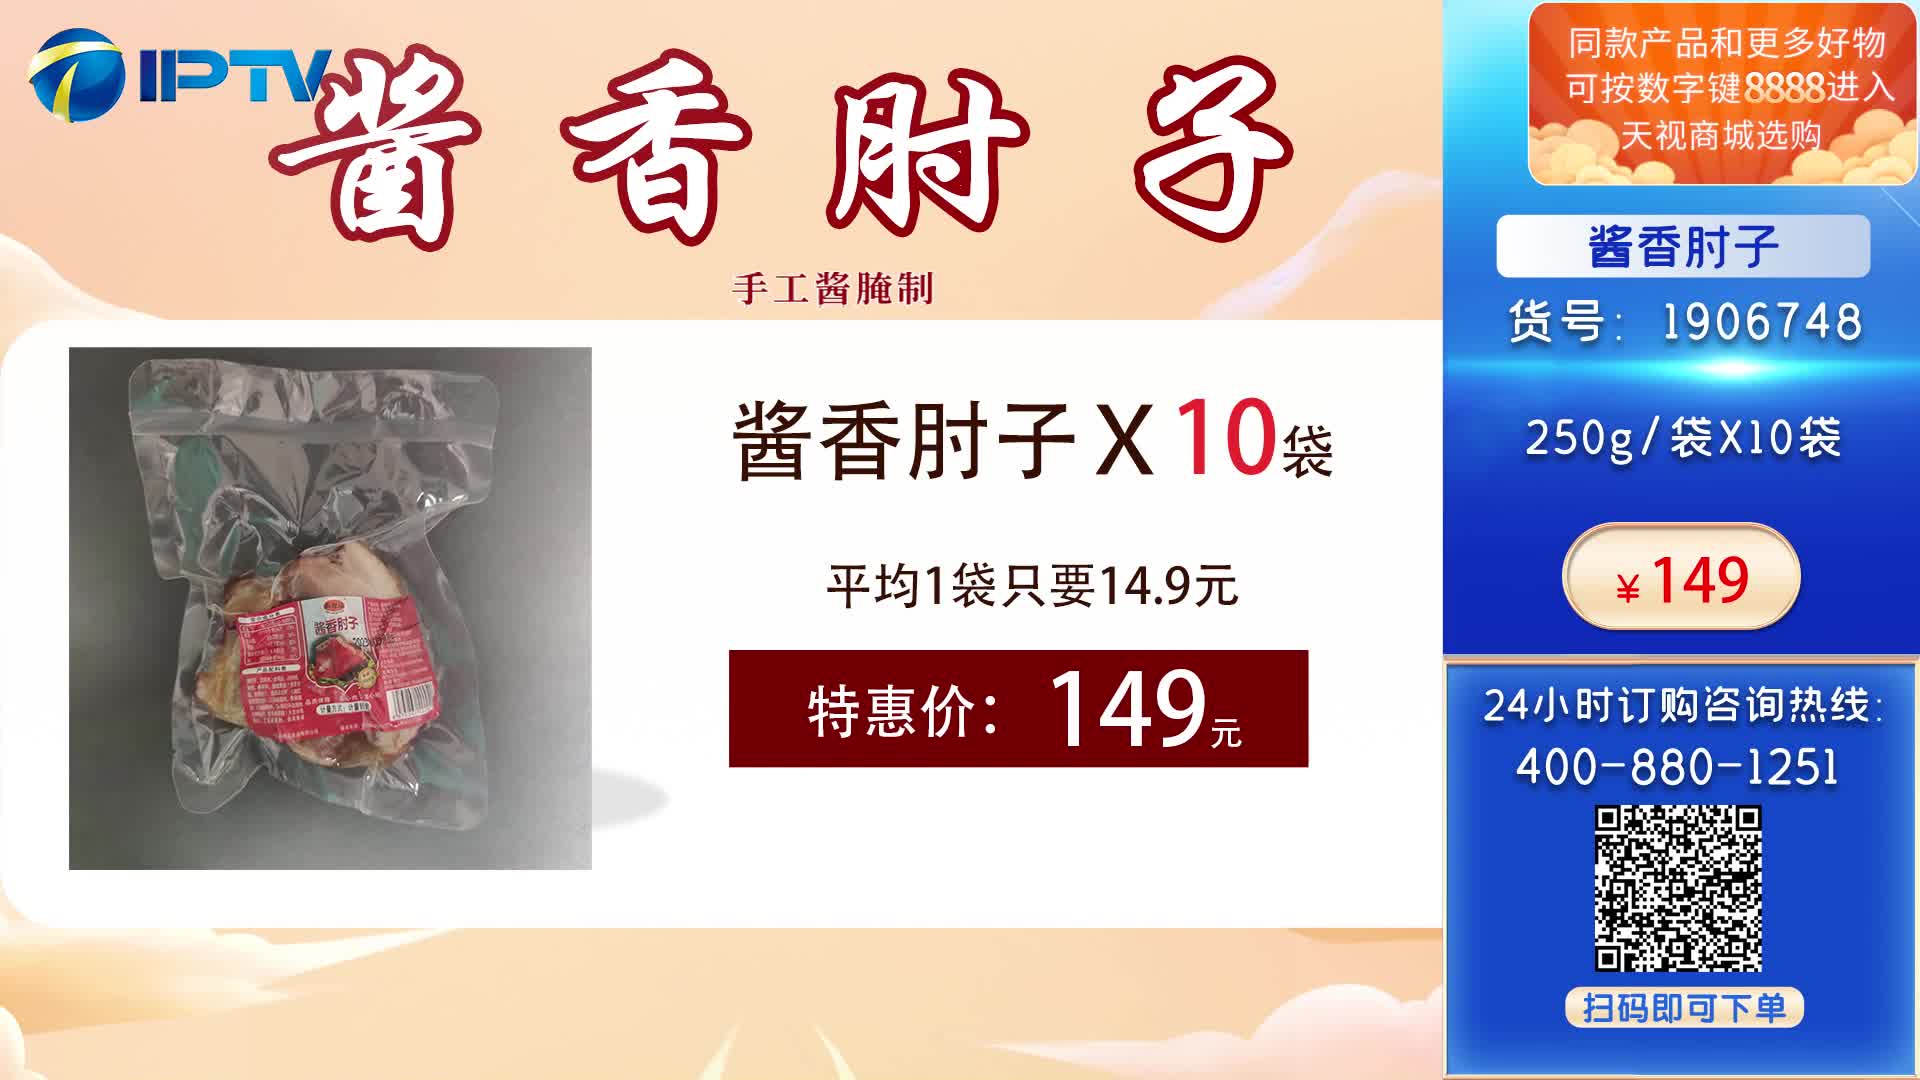 IPTV
酱香肘子
手工酱腌制
酱香肘子
酱香肘子X10袋
平均1袋只要14.9元
特惠价：149元
同款产品和更多好物
可按数字键8888进入
天视商城选购
酱香肘子
货号：1906748
250g/袋X10袋
¥149
24小时订购咨询热线：
400-880-1251
扫码即可下单